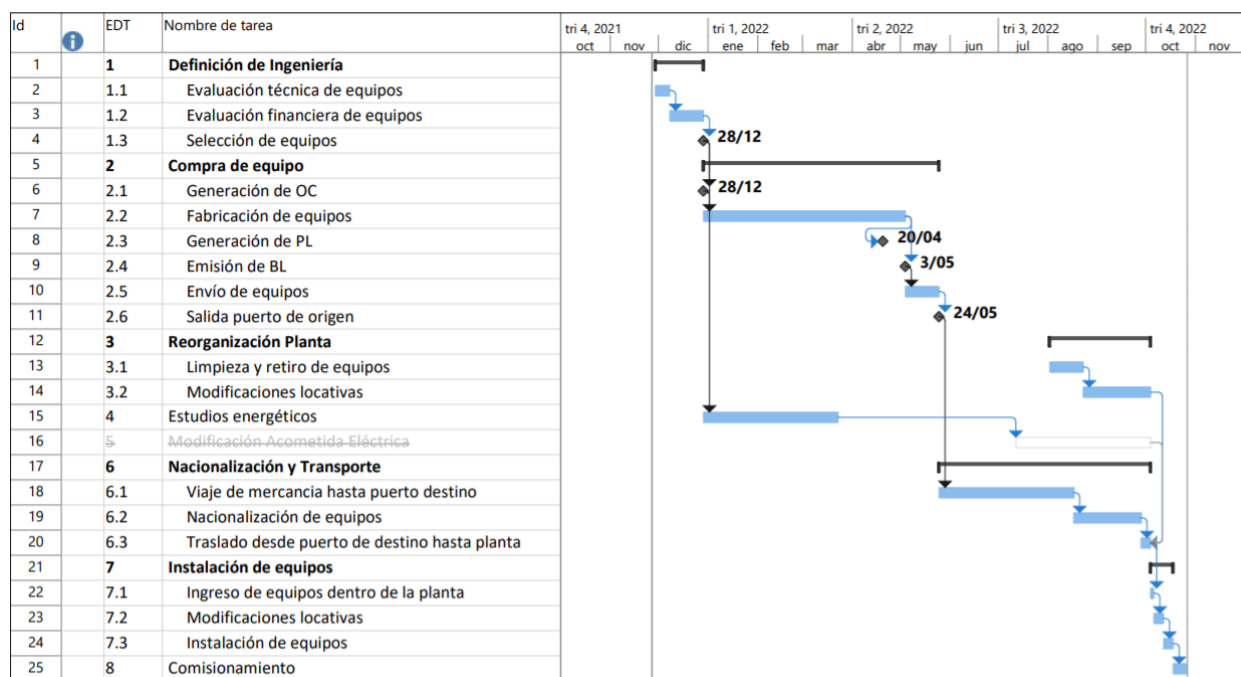 Id EDT Nombre de tarea tri 4, 2021 tri 1, 2022 tri 2, 2022 tri 3, 2022 tri 4, 2022
oct nov dic ene feb mar abr may jun jul ago sep oct nov
1 1 Definición de Ingeniería
2 1.1 Evaluación técnica de equipos
3 1.2 Evaluación financiera de equipos
4 1.3 Selección de equipos 28/12
5 2 Compra de equipo
6 2.1 Generación de OC 28/12
7 2.2 Fabricación de equipos
8 2.3 Generación de PL 20/04
9 2.4 Emisión de BL 3/05
10 2.5 Envío de equipos
11 2.6 Salida puerto de origen 24/05
12 3 Reorganización Planta
13 3.1 Limpieza y retiro de equipos
14 3.2 Modificaciones locativas
15 4 Estudios energéticos
16 5 Modificación Acometida Eléctrica
17 6 Nacionalización y Transporte
18 6.1 Viaje de mercancia hasta puerto destino
19 6.2 Nacionalización de equipos
20 6.3 Traslado desde puerto de destino hasta planta
21 7 Instalación de equipos
22 7.1 Ingreso de equipos dentro de la planta
23 7.2 Modificaciones locativas
24 7.3 Instalación de equipos
25 8 Comisionamiento